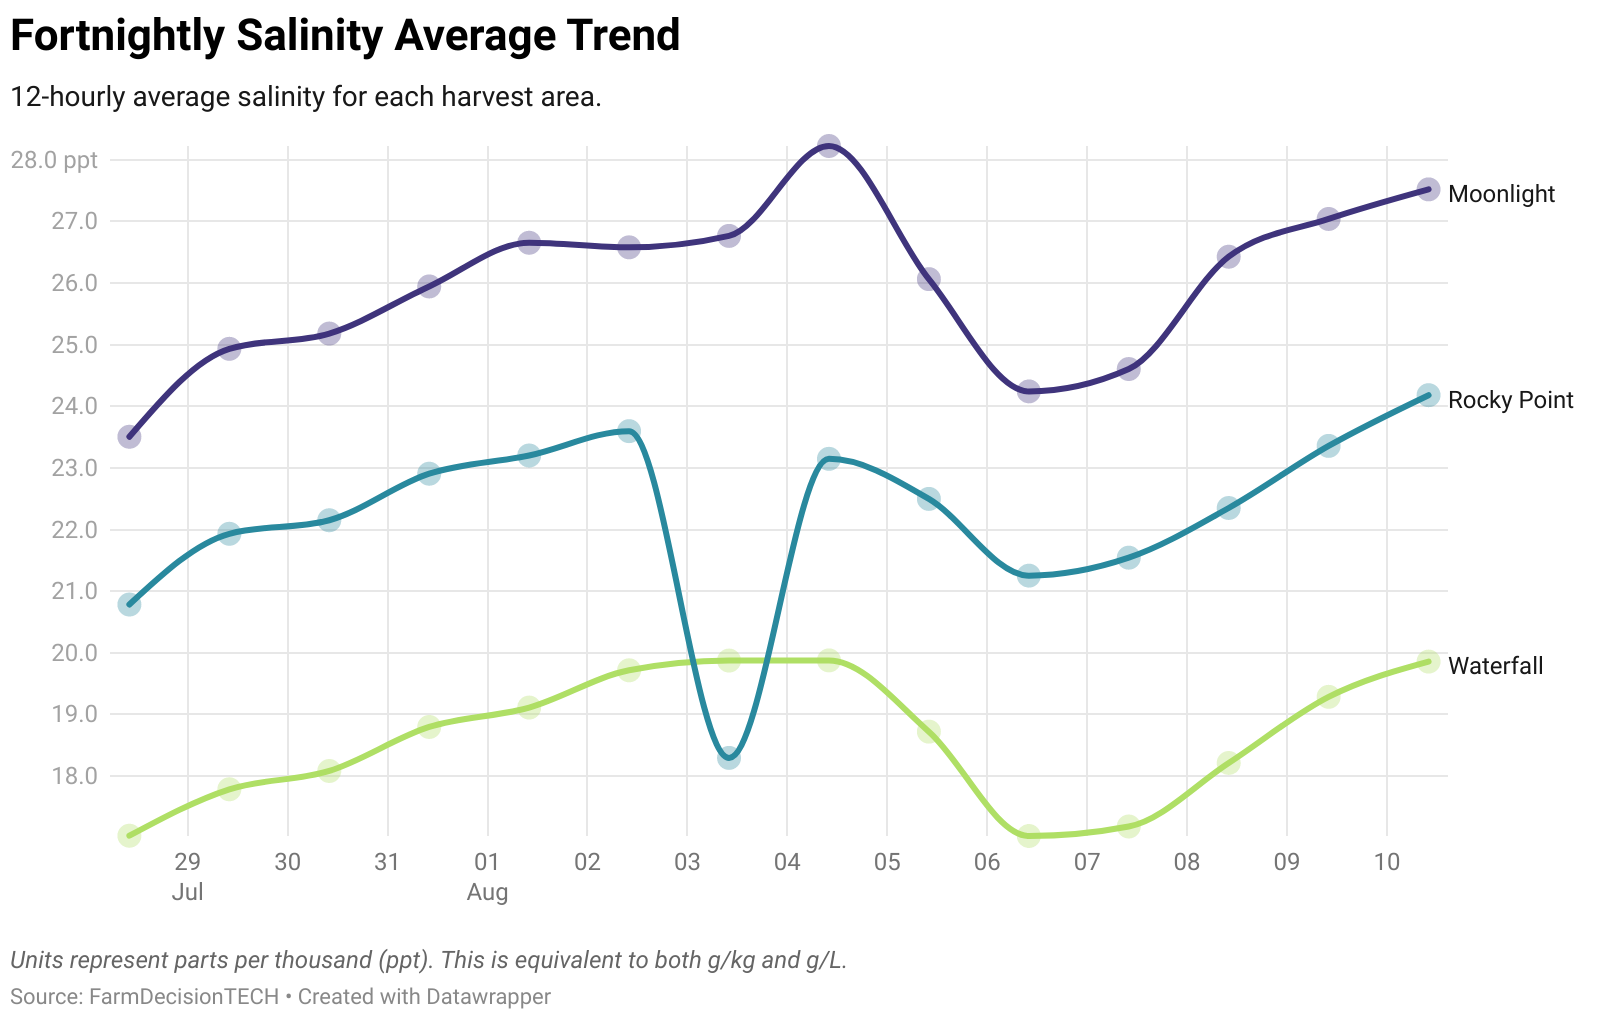 Fortnightly Salinity Average Trend
12-hourly average salinity for each harvest area.
28.0 ppt
27.0
26.0
25.0
24.0
23.0
22.0
21.0
20.0
19.0
18.0
Moonlight
Rocky Point
Waterfall
29 30 31 01 02 03 04 05 06 07 08 09 10
Jul Aug
Units represent parts per thousand (ppt). This is equivalent to both g/kg and g/L.
Source: FarmDecisionTECH • Created with Datawrapper